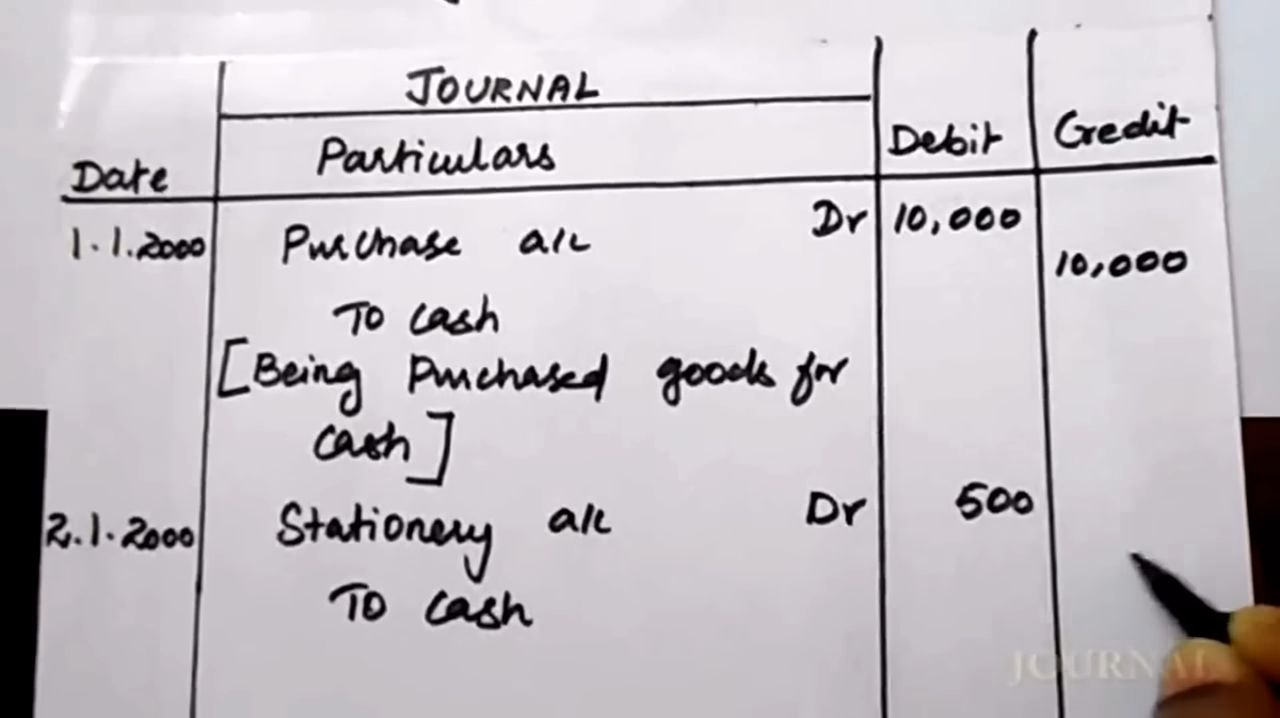 JOURNAL
Date Particulars Debit Credit
1.1.2000 Purchase a/c Dr 10,000
10,000
To cash
[Being Purchased goods for
cash]
2.1.2000 Stationery a/c Dr 500
To cash
JOURNAL